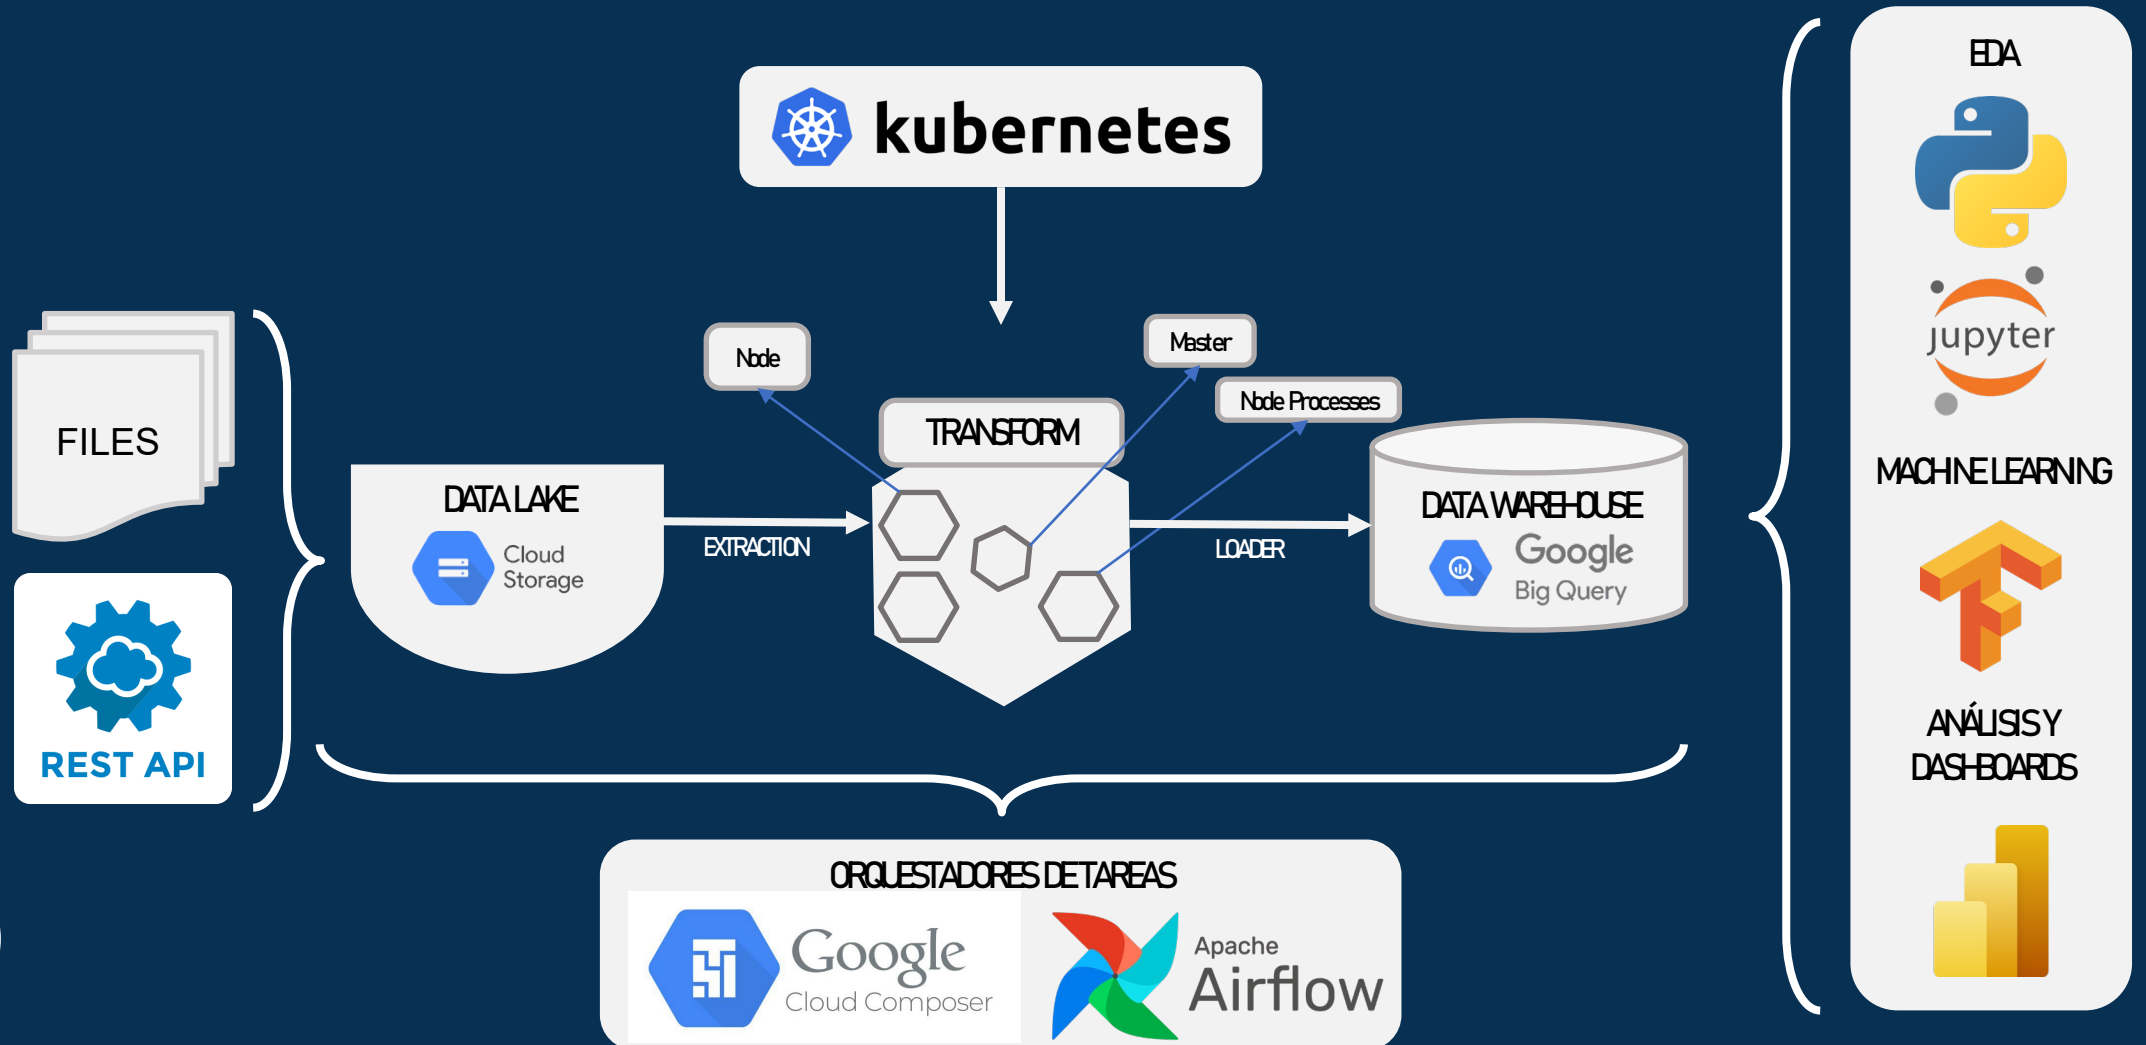 kubernetes
FILES
REST API
DATA LAKE
Cloud
Storage
EXTRACTION
Node
TRANSFORM
Master
Node Processes
LOADER
DATA WAREHOUSE
Google
Big Query
ORQUESTADORES DE TAREAS
Google
Cloud Composer
Apache
Airflow
EDA
jupyter
MACHINE LEARNING
ANÁLISIS Y
DASHBOARDS